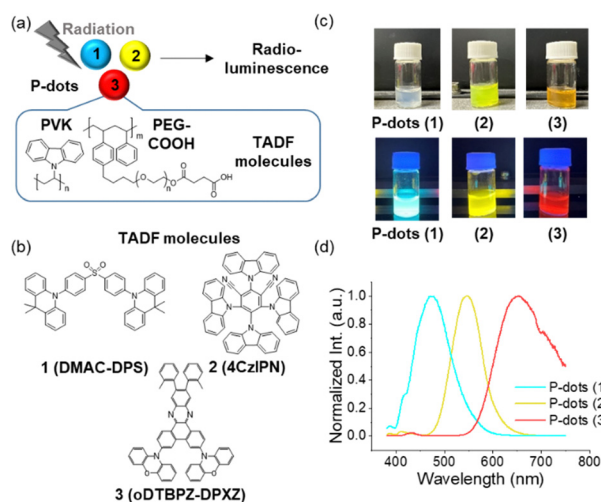 (a)
Radiation
1
2
3
P-dots
Radio-
luminescence
PVK
PEG-
COOH
TADF
molecules
N
n
m
O
n
O
O
O
OH
(b)
TADF molecules
O O
S
N
N
1 (DMAC-DPS)
N
N
N
N
N
N
2 (4CzIPN)
N
N
N
N
O
O
3 (oDTBPZ-DPXZ)
(c)
P-dots (1)
(2)
(3)
P-dots (1)
(2)
(3)
(d)
Normalized Int. (a.u.)
1.0
0.8
0.6
0.4
0.2
0.0
P-dots (1
P-dots (2
P-dots (3
400 500 600 700 800
Wavelength (nm)